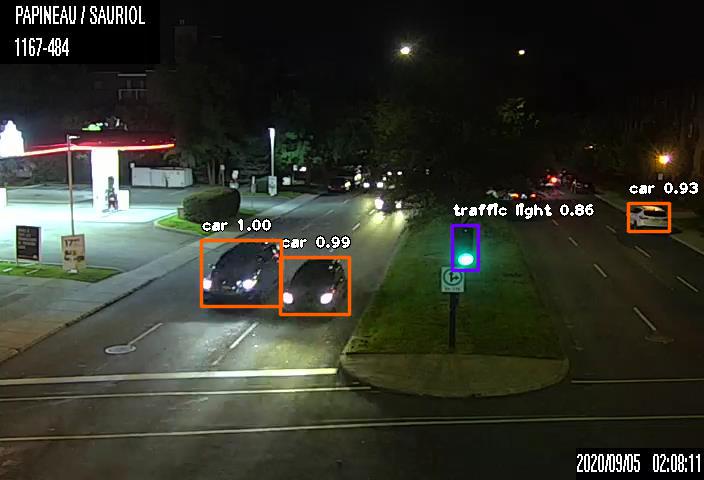 PAPINEAU / SAURIOL
1167-484
car 0.93
traffic light 0.86
car 1.00
car 0.99
2020/09/05 02:08:11